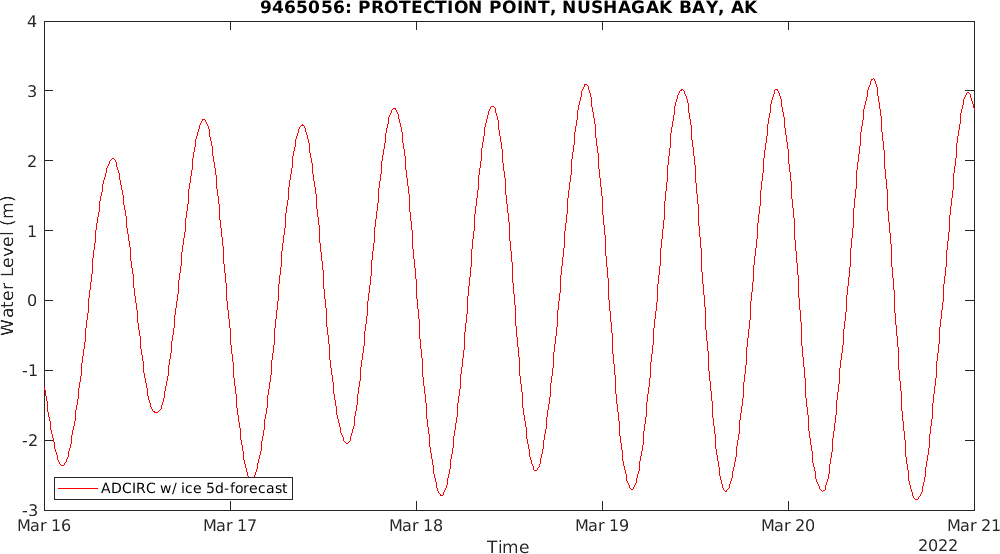 9465056: PROTECTION POINT, NUSHAGAK BAY, AK
4
3
2
1
0
-1
-2
-3
Water Level (m)
ADCIRC w/ ice 5d-forecast
Mar 16 Mar 17 Mar 18 Mar 19 Mar 20 Mar 21
Time
2022